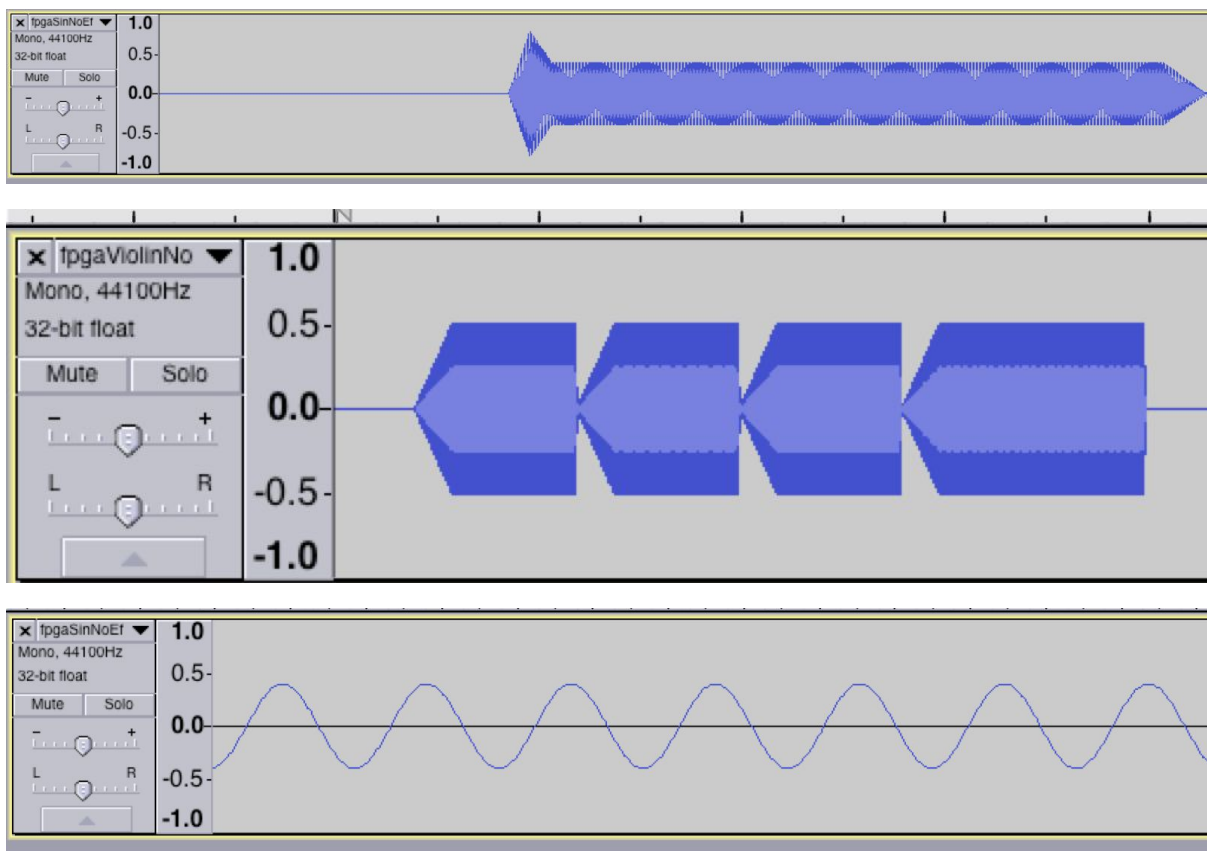 × fpgaSinNoEf ▼ 1.0
Mono, 44100Hz
32-bit float 0.5-
Mute Solo
- + 0.0-
L R -0.5-
-1.0
× fpgaViolinNo ▼ 1.0
Mono, 44100Hz
32-bit float 0.5-
Mute Solo
- + 0.0-
L R -0.5-
-1.0
× fpgaSinNoEf ▼ 1.0
Mono, 44100Hz
32-bit float 0.5-
Mute Solo 0.0-
- +
L R -0.5-
-1.0